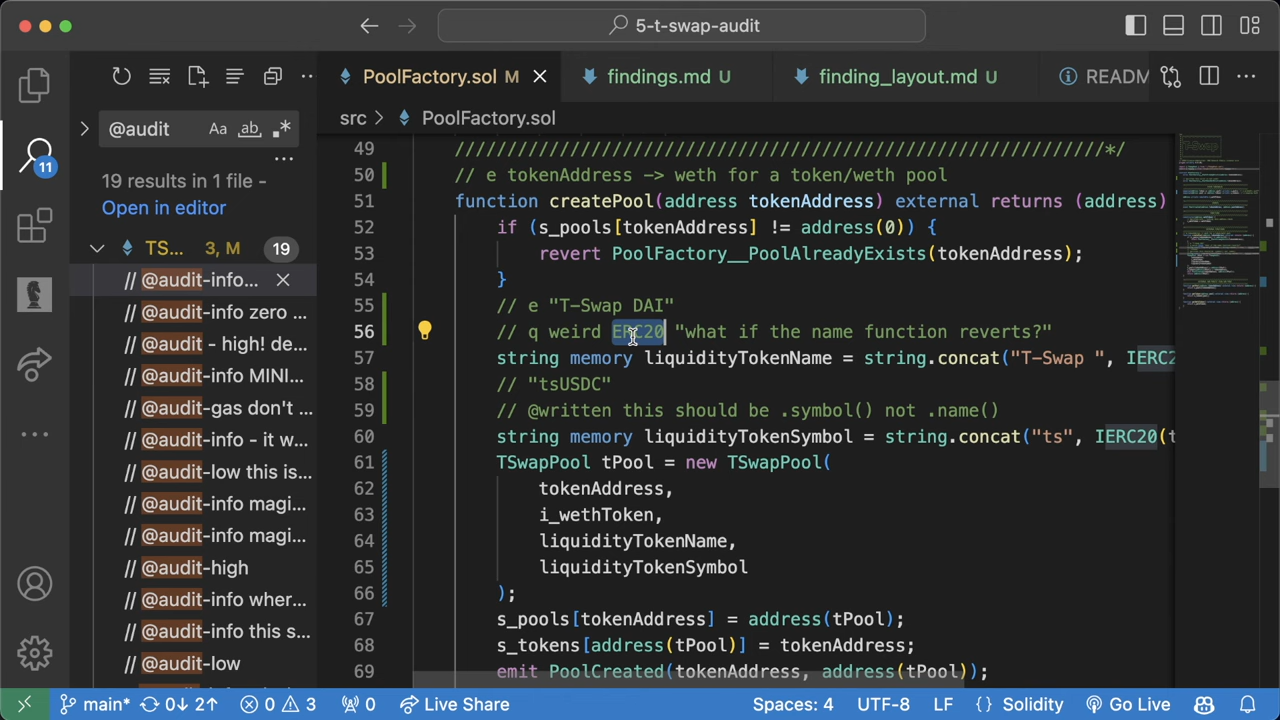 5-t-swap-audit
PoolFactory.sol M
findings.md U
finding_layout.md U
READM
@audit
Aa
ab
.*
src > PoolFactory.sol
11
19 results in 1 file -
Open in editor
TS... 3, M 19
// @audit-info...
// @audit-info zero ...
// @audit - high! de...
// @audit-info MINI...
// @audit-gas don't ...
// @audit-info - it w...
// @audit-low this is...
// @audit-info magi...
// @audit-info magi...
// @audit-high
// @audit-info wher...
// @audit-info this s...
// @audit-low
// @audit
49 ////////////////////////////////////////////////////////////////*/
50 // e tokenAddress -> weth for a token/weth pool
51 function createPool(address tokenAddress) external returns (address)
52 if (s_pools[tokenAddress] != address(0)) {
53 revert PoolFactory__PoolAlreadyExists(tokenAddress);
54 }
55 // e "T-Swap DAI"
56 // q weird ERC20 "what if the name function reverts?"
57 string memory liquidityTokenName = string.concat("T-Swap ", IERC2
58 // "tsUSDC"
59 // @written this should be .symbol() not .name()
60 string memory liquidityTokenSymbol = string.concat("ts", IERC20(t
61 TSwapPool tPool = new TSwapPool(
62 tokenAddress,
63 i_wethToken,
64 liquidityTokenName,
65 liquidityTokenSymbol
66 );
67 s_pools[tokenAddress] = address(tPool);
68 s_tokens[address(tPool)] = tokenAddress;
69 emit PoolCreated(tokenAddress, address(tPool));
main* 0↓ 2↑ 0 3 0 Live Share Spaces: 4 UTF-8 LF {} Solidity Go Live